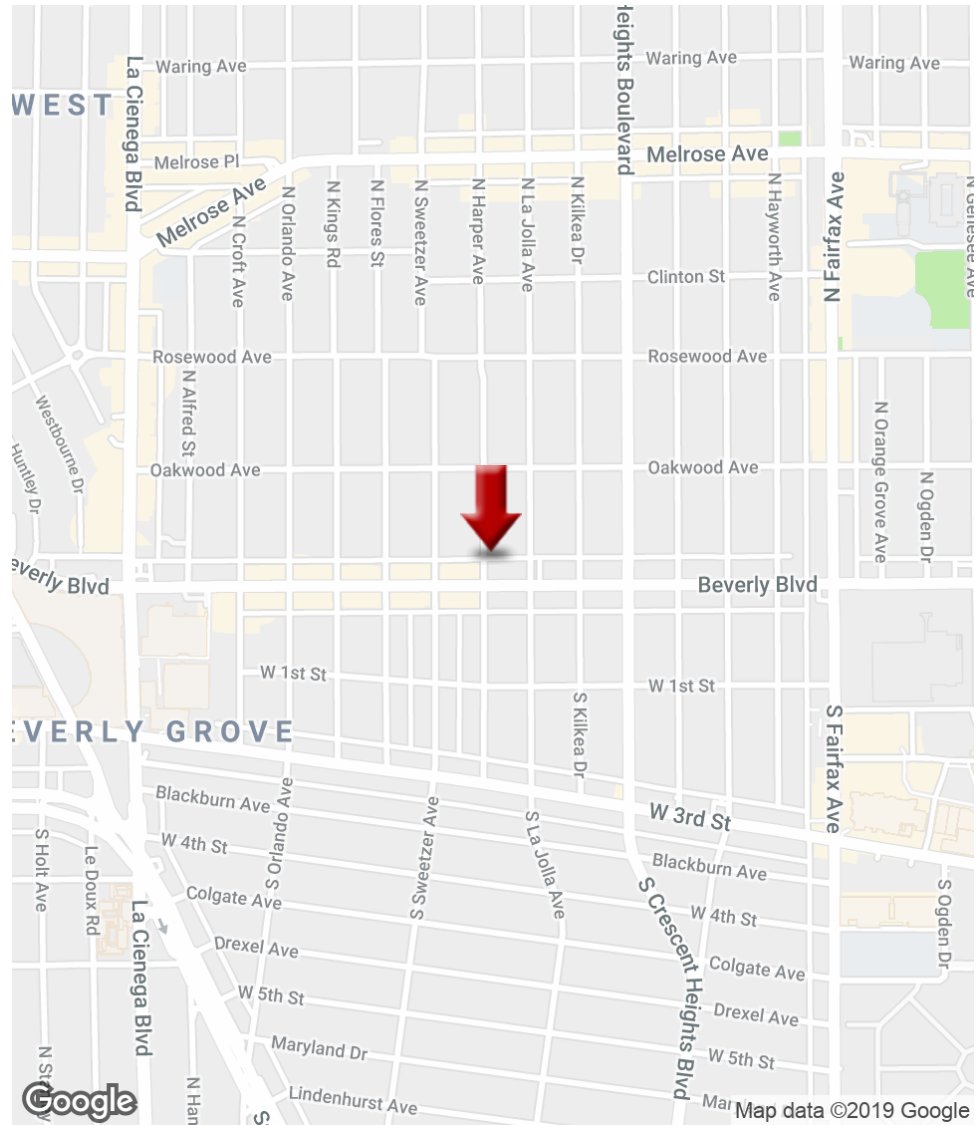 Heights Boulevard
Waring Ave
Waring Ave
Waring Ave
La Cienega Blvd
WEST
Melrose Pl
Melrose Ave
Melrose Ave
N Fairfax Ave
N Genesee Ave
N Croft Ave
N Orlando Ave
N Kings Rd
N Flores St
N Sweetzer Ave
N Harper Ave
N La Jolla Ave
N Kilkea Dr
N Hayworth Ave
Clinton St
Rosewood Ave
Rosewood Ave
N Alfred St
Westbourne Dr
Huntley Dr
Oakwood Ave
Oakwood Ave
N Orange Grove Ave
N Ogden Dr
everly Blvd
Beverly Blvd
W 1st St
W 1st St
S Kilkea Dr
S Fairfax Ave
EVERLY GROVE
Blackburn Ave
W 3rd St
S Orlando Ave
S Sweetzer Ave
S La Jolla Ave
W 4th St
Blackburn Ave
S Holt Ave
Le Doux Rd
Colgate Ave
W 4th St
S Ogden Dr
La Cienega Blvd
Drexel Ave
S Crescent Heights Blvd
Colgate Ave
W 5th St
Drexel Ave
Maryland Dr
W 5th St
Lindenhurst Ave
Google
Map data ©2019 Google